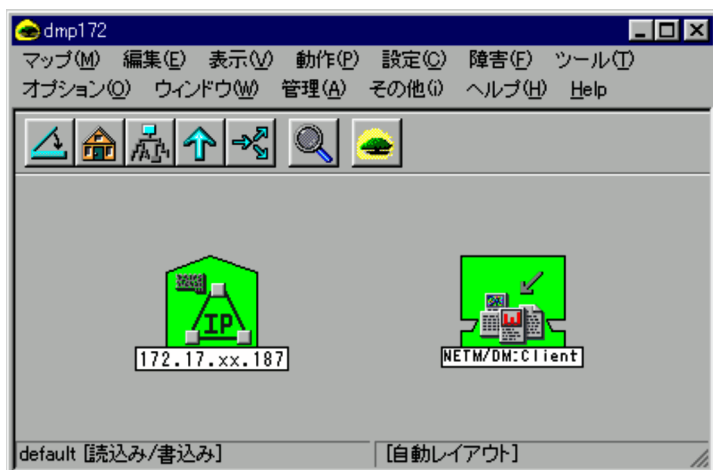 dmp172
マップ(M) 編集(E) 表示(V) 動作(P) 設定(C) 障害(F) ツール(T)
オプション(O) ウィンドウ(W) 管理(A) その他(i) ヘルプ(H) Help
IP
172.17.xx.187
NETM/DM:Client
default [読込み/書込み] [自動レイアウト]